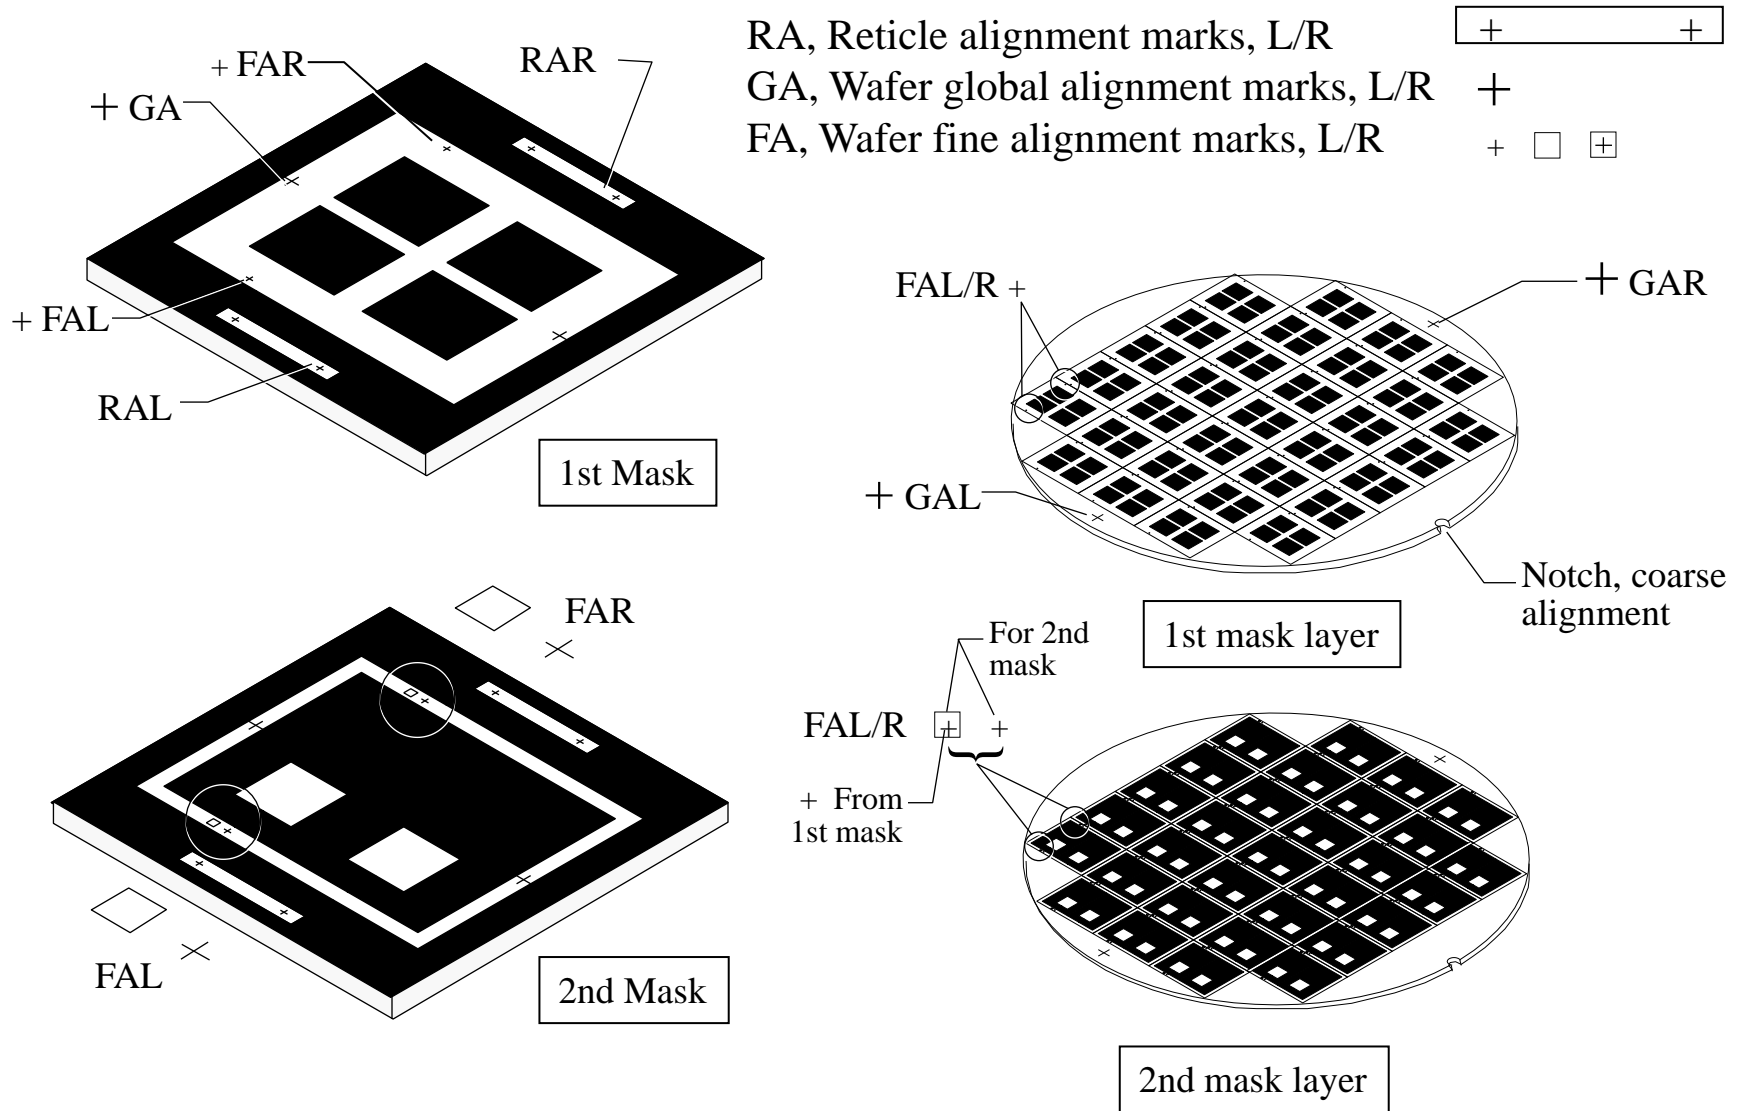 RA, Reticle alignment marks, L/R
GA, Wafer global alignment marks, L/R
FA, Wafer fine alignment marks, L/R
+ FAR
RAR
+ GA
+ FAL
RAL
1st Mask
FAL/R +
+ GAR
+ GAL
Notch, coarse
alignment
1st mask layer
FAR
FAL
2nd Mask
For 2nd
mask
FAL/R
+ From
1st mask
2nd mask layer